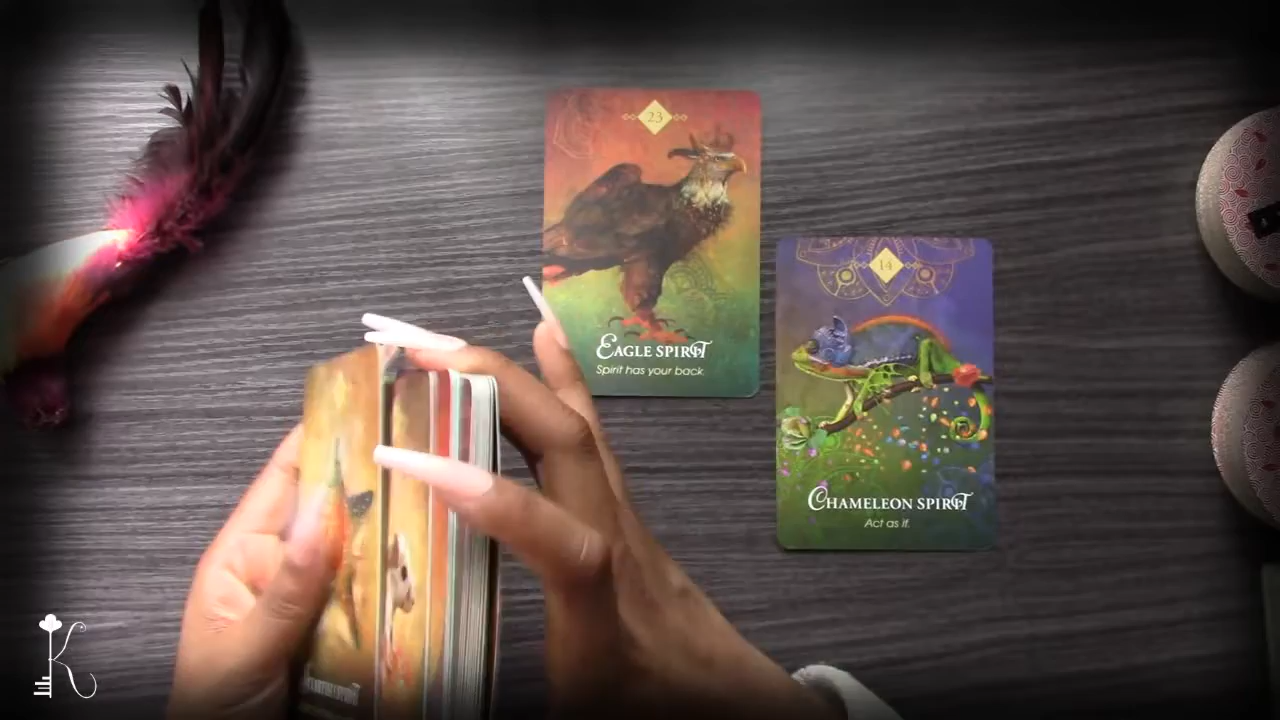 23
EAGLE SPIRIT
Spirit has your back.
14
CHAMELEON SPIRIT
Act as if.
K